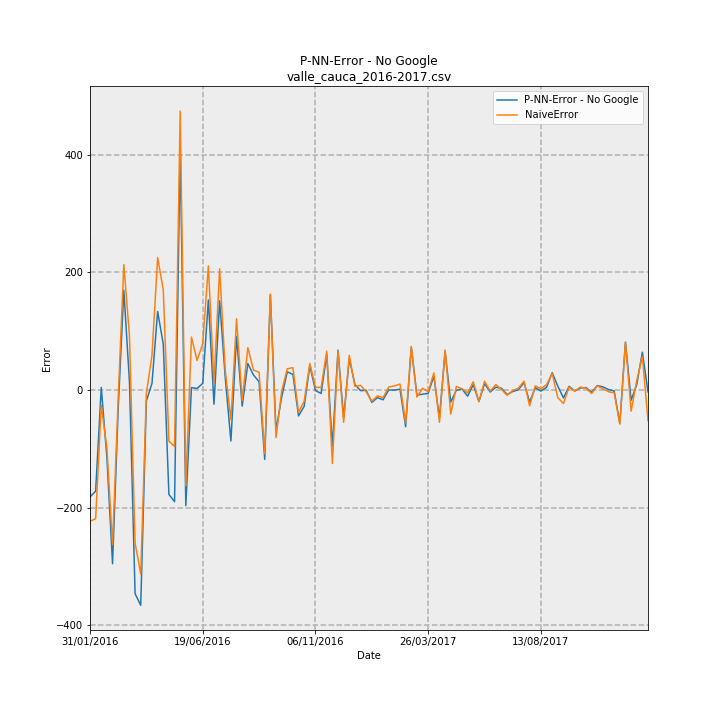 P-NN-Error - No Google
valle_cauca_2016-2017.csv
P-NN-Error - No Google
NaiveError
Error
400
200
0
−200
−400
31/01/2016 19/06/2016 06/11/2016 26/03/2017 13/08/2017
Date